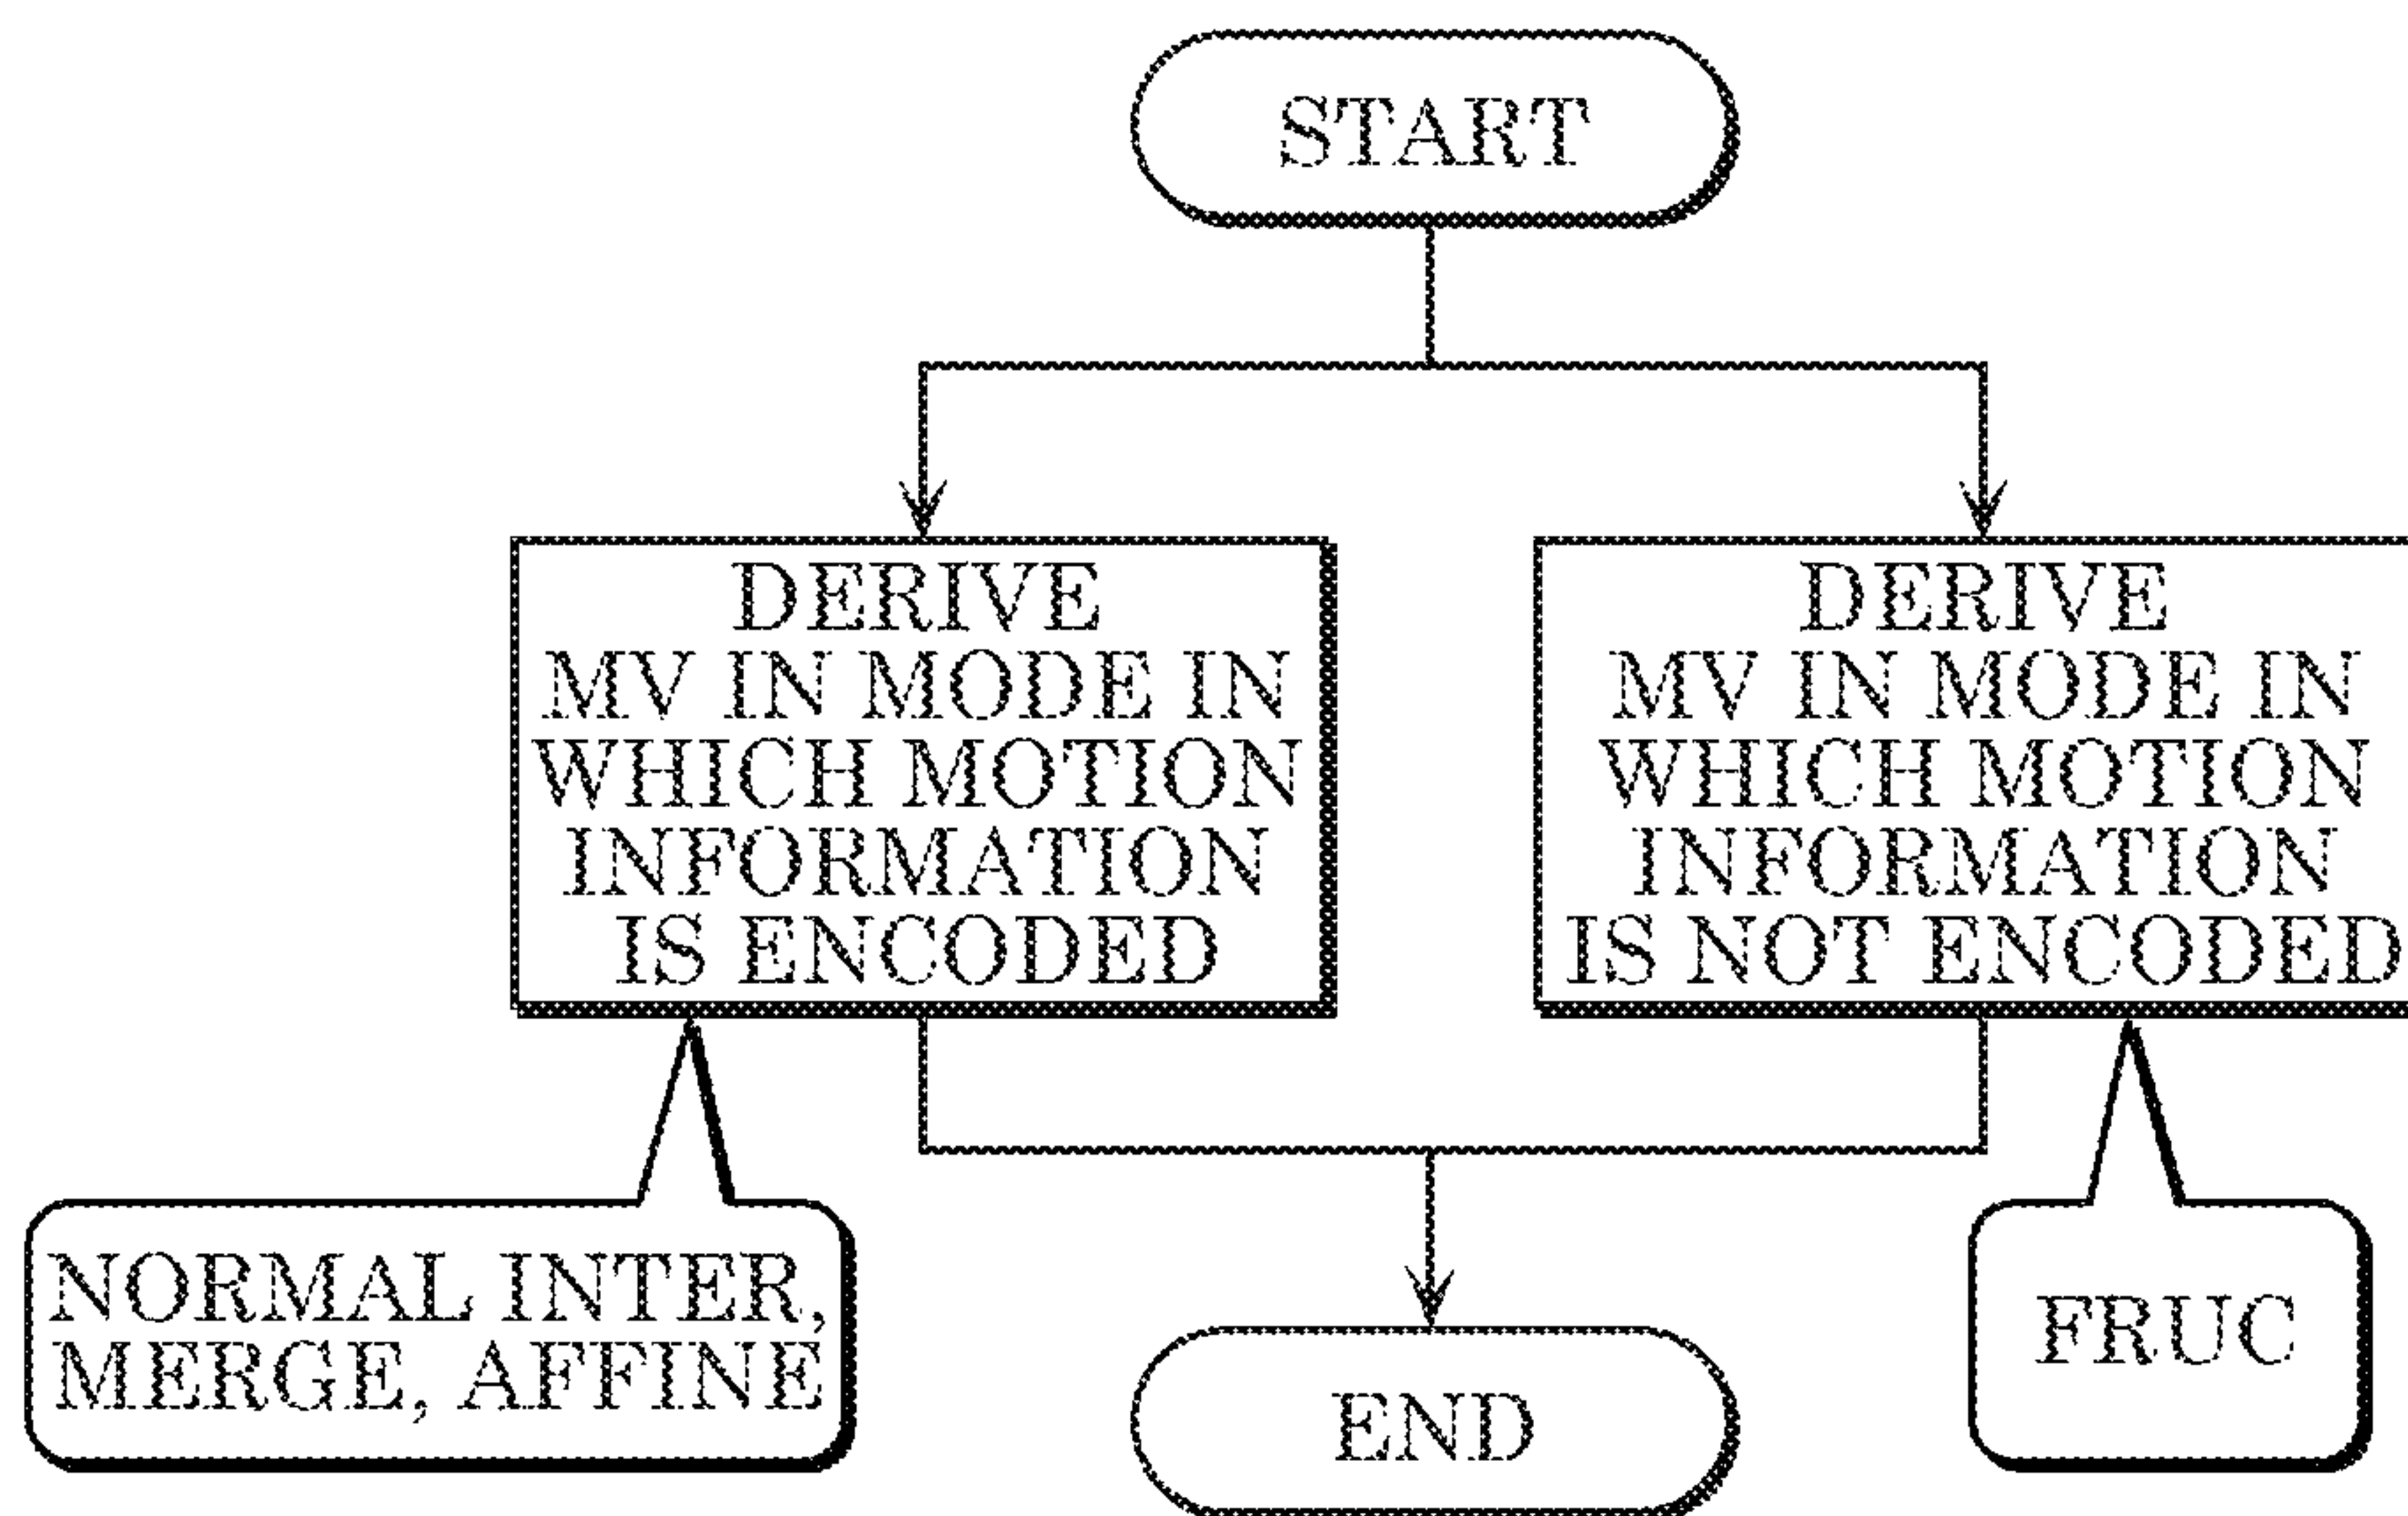 START
DERIVE
MV IN MODE IN
WHICH MOTION
INFORMATION
IS ENCODED
DERIVE
MV IN MODE IN
WHICH MOTION
INFORMATION
IS NOT ENCODED
NORMAL INTER,
MERGE, AFFINE
FRUC
END